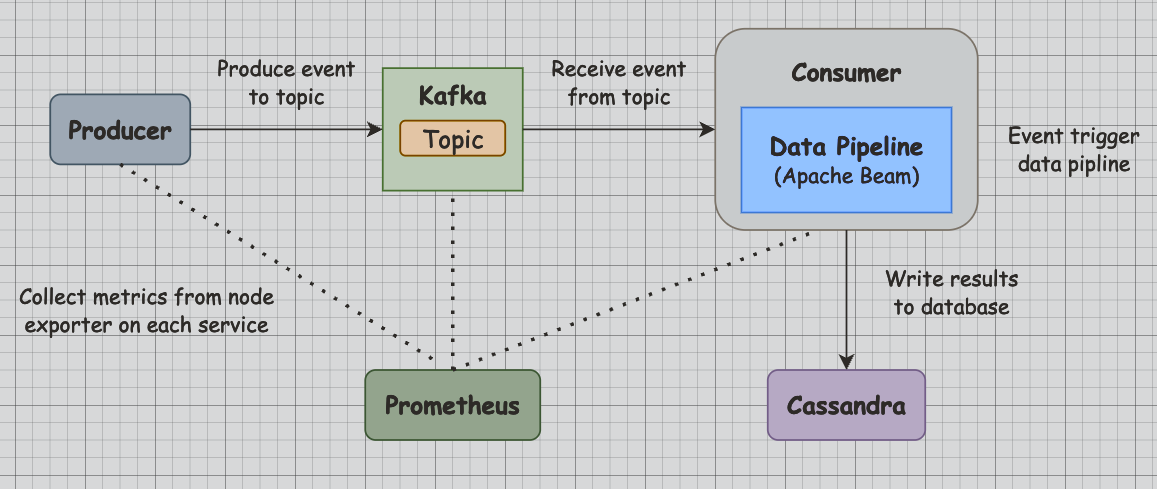 Produce event
to topic
Receive event
from topic
Consumer
Kafka
Producer
Topic
Data Pipeline
(Apache Beam)
Event trigger
data pipline
Collect metrics from node
exporter on each service
Write results
to database
Prometheus
Cassandra